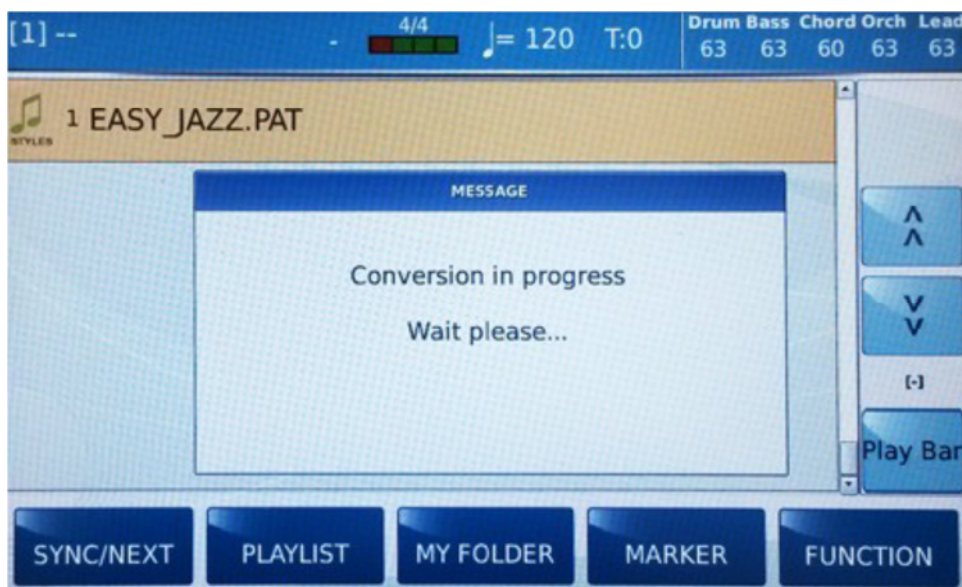 [1] --
- 4/4 ♩= 120 T:0
Drum Bass Chord Orch Lead
63 63 60 63 63
STYLES
1 EASY_JAZZ.PAT
MESSAGE
Conversion in progress
Wait please...
[-]
Play Bar
SYNC/NEXT
PLAYLIST
MY FOLDER
MARKER
FUNCTION